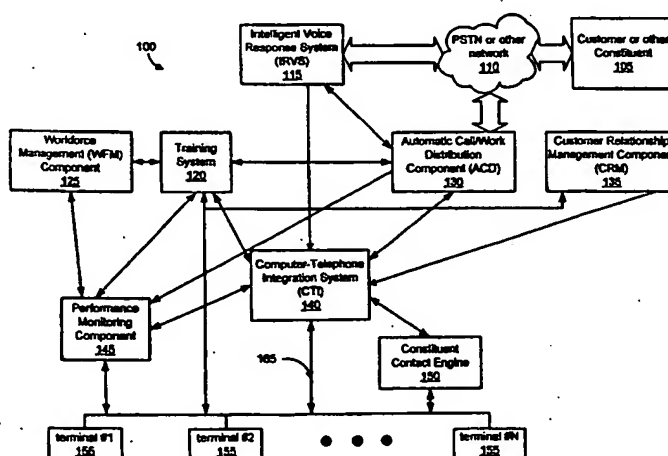 100
Intelligent Voice
Response System
(IRVS)
115
PSTN or other
network
110
Customer or other
Constituent
105
Workforce
Management (WFM)
Component
125
Training
System
120
Automatic Call/Work
Distribution
Component (ACD)
130
Customer Relationship
Management Component
(CRM)
135
Computer-Telephone
Integration System
(CTI)
140
Performance
Monitoring
Component
145
165
Constituent
Contact Engine
150
terminal #1
155
terminal #2
155
terminal #N
155